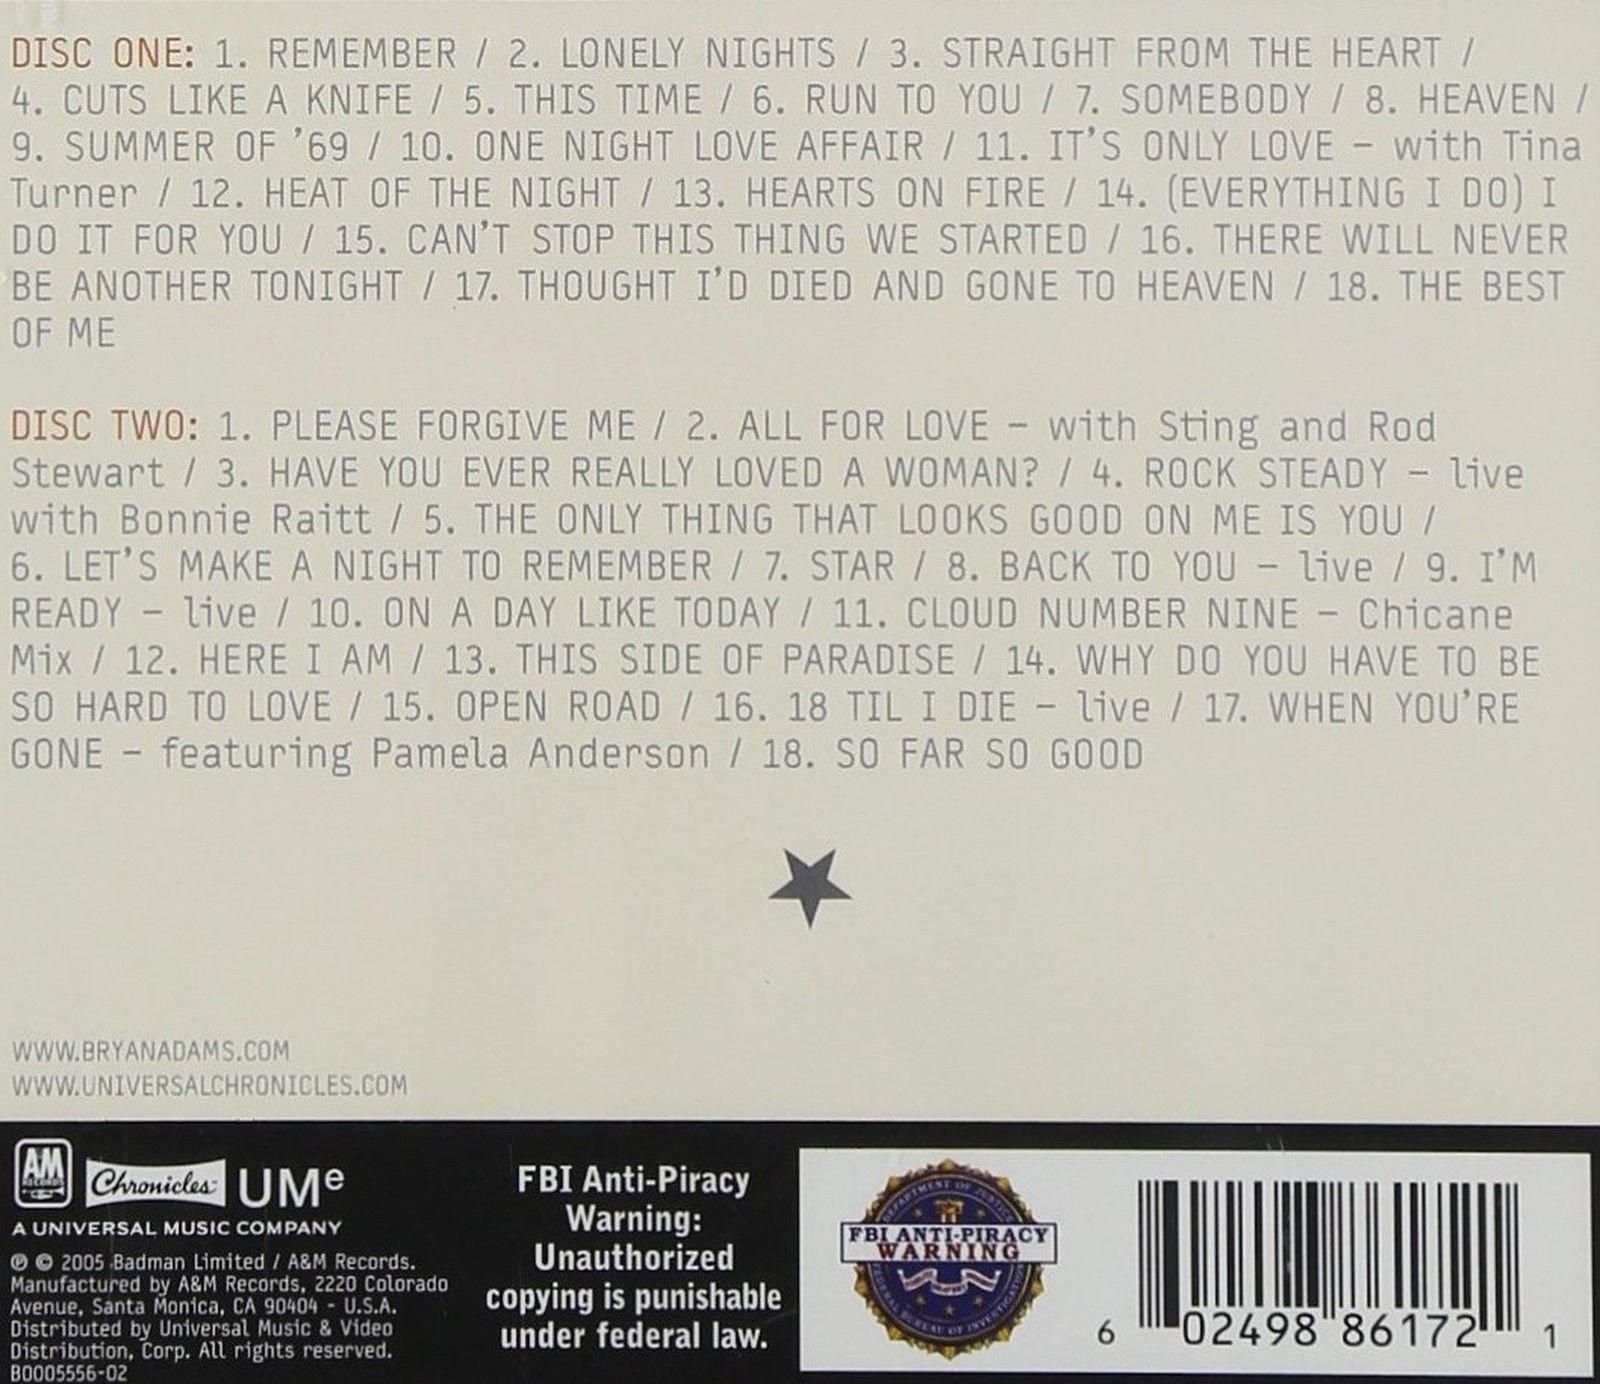 DISC ONE: 1. REMEMBER / 2. LONELY NIGHTS / 3. STRAIGHT FROM THE HEART /
4. CUTS LIKE A KNIFE / 5. THIS TIME / 6. RUN TO YOU / 7. SOMEBODY / 8. HEAVEN /
9. SUMMER OF '69 / 10. ONE NIGHT LOVE AFFAIR / 11. IT'S ONLY LOVE – with Tina
Turner / 12. HEAT OF THE NIGHT / 13. HEARTS ON FIRE / 14. (EVERYTHING I DO) I
DO IT FOR YOU / 15. CAN'T STOP THIS THING WE STARTED / 16. THERE WILL NEVER
BE ANOTHER TONIGHT / 17. THOUGHT I'D DIED AND GONE TO HEAVEN / 18. THE BEST
OF ME
DISC TWO: 1. PLEASE FORGIVE ME / 2. ALL FOR LOVE – with Sting and Rod
Stewart / 3. HAVE YOU EVER REALLY LOVED A WOMAN? / 4. ROCK STEADY – live
with Bonnie Raitt / 5. THE ONLY THING THAT LOOKS GOOD ON ME IS YOU /
6. LET'S MAKE A NIGHT TO REMEMBER / 7. STAR / 8. BACK TO YOU – live / 9. I'M
READY – live / 10. ON A DAY LIKE TODAY / 11. CLOUD NUMBER NINE – Chicane
Mix / 12. HERE I AM / 13. THIS SIDE OF PARADISE / 14. WHY DO YOU HAVE TO BE
SO HARD TO LOVE / 15. OPEN ROAD / 16. 18 TIL I DIE – live / 17. WHEN YOU'RE
GONE – featuring Pamela Anderson / 18. SO FAR SO GOOD
WWW.BRYANADAMS.COM
WWW.UNIVERSALCHRONICLES.COM
AM
RECORDS
Chronicles
UMe
A UNIVERSAL MUSIC COMPANY
℗ © 2005 Badman Limited / A&M Records.
Manufactured by A&M Records, 2220 Colorado
Avenue, Santa Monica, CA 90404 - U.S.A.
Distributed by Universal Music & Video
Distribution, Corp. All rights reserved.
B0005556-02
FBI Anti-Piracy
Warning:
Unauthorized
copying is punishable
under federal law.
DEPARTMENT OF JUSTICE
FBI ANTI-PIRACY
WARNING
FEDERAL BUREAU OF INVESTIGATION
6 02498 86172 1